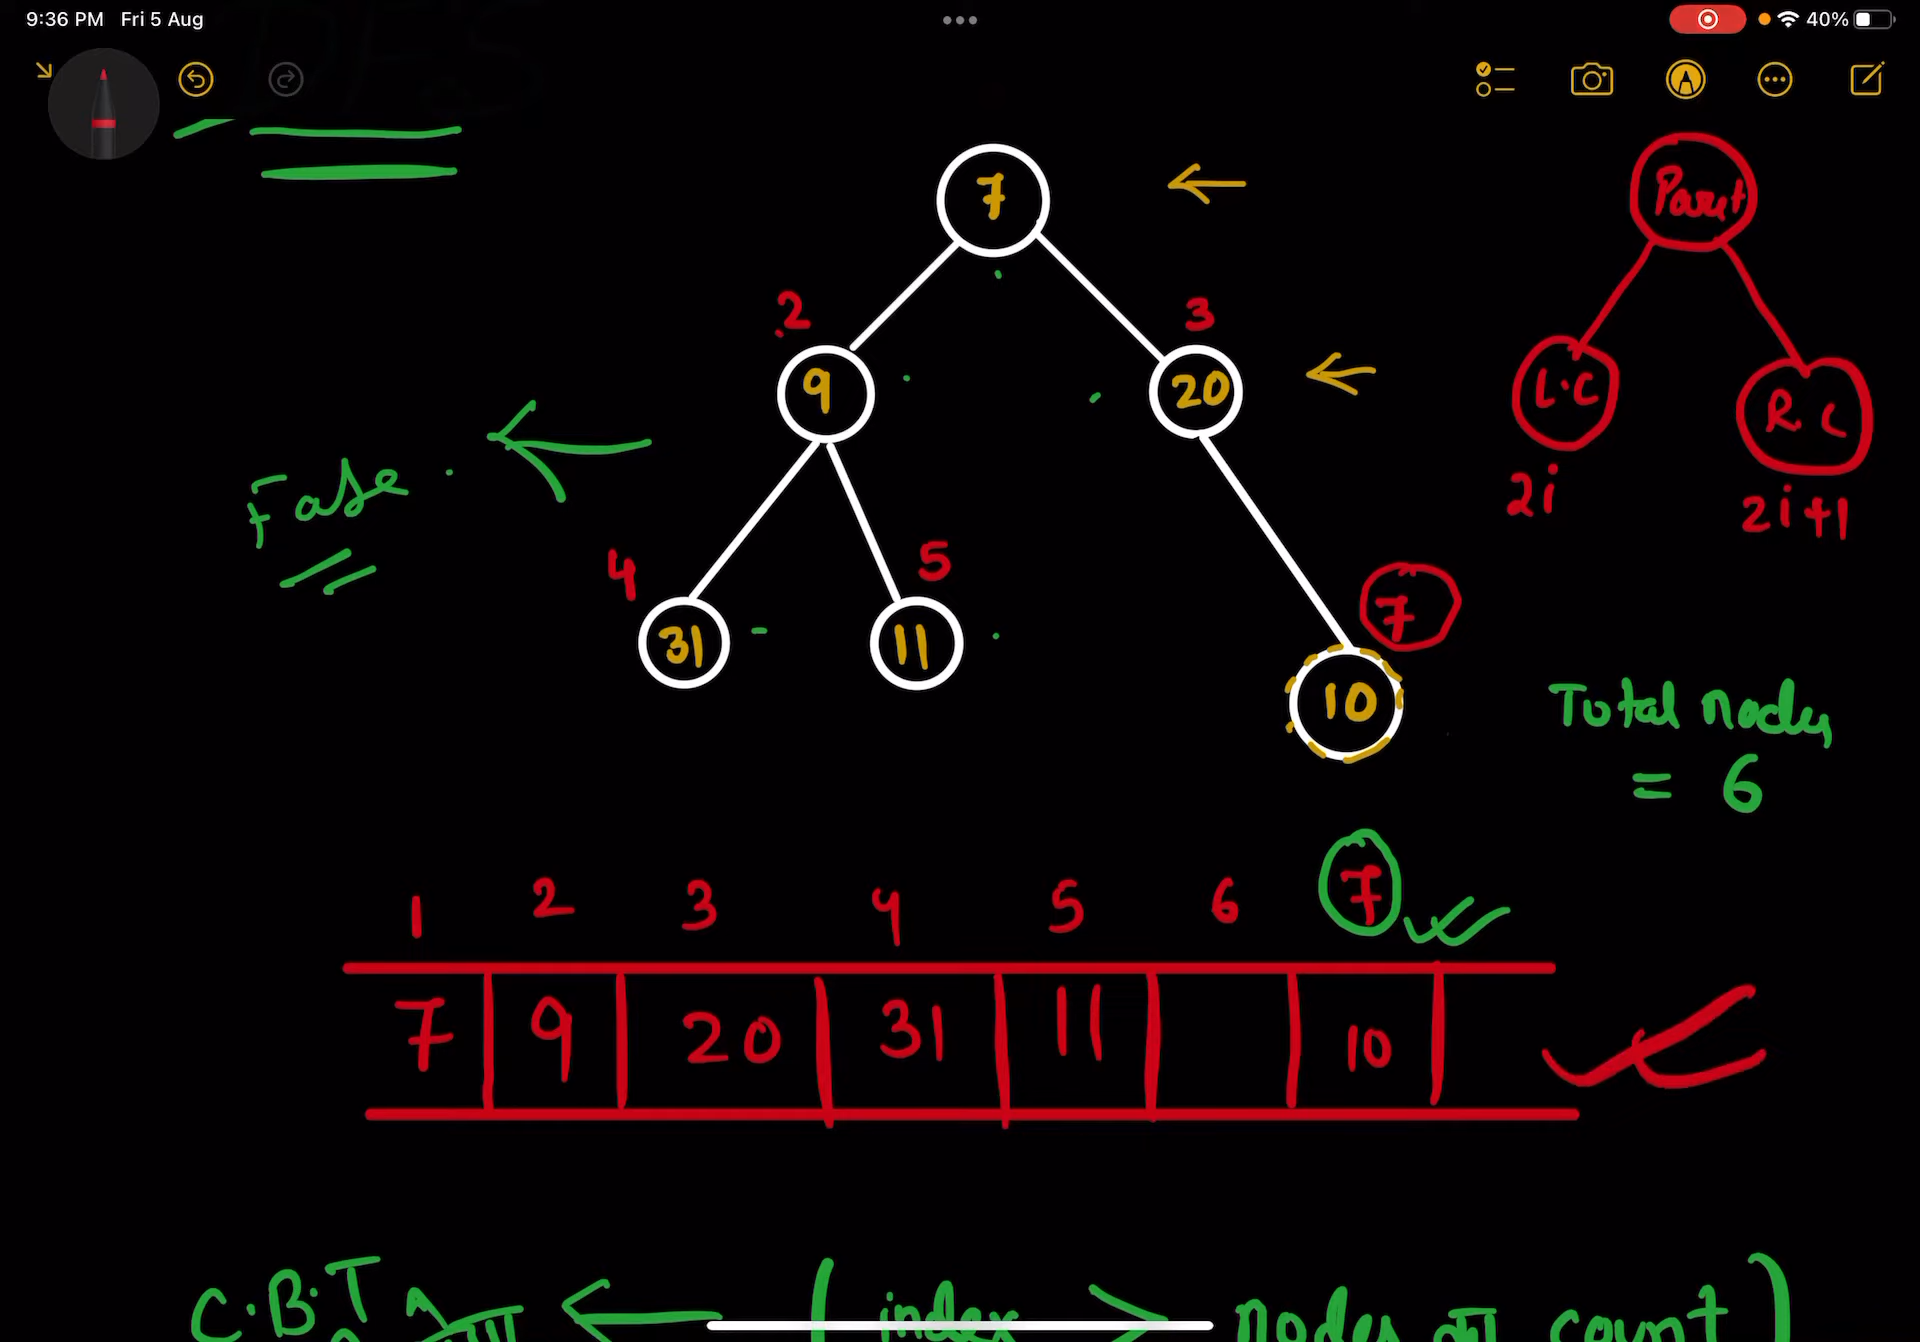 9:36 PM Fri 5 Aug
40%
7
Parent
2
3
9
20
L.C
R C
2i
2i+1
False
4
5
7
31
11
10
Total nodes
= 6
1 2 3 4 5 6 7
7 9 20 31 11 10
C.B.T
( index > nodes count )